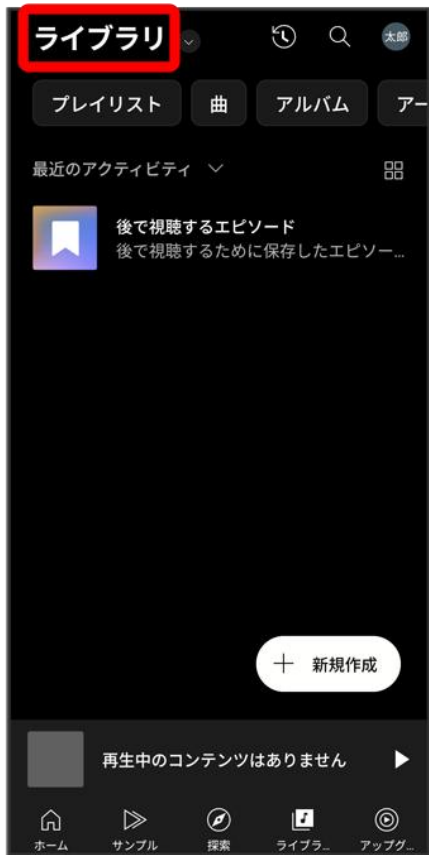 ライブラリ
太郎
プレイリスト
曲
アルバム
アー
最近のアクティビティ
後で視聴するエピソード
後で視聴するために保存したエピソー...
+ 新規作成
再生中のコンテンツはありません
ホーム
サンプル
探索
ライブラ...
アップグ...